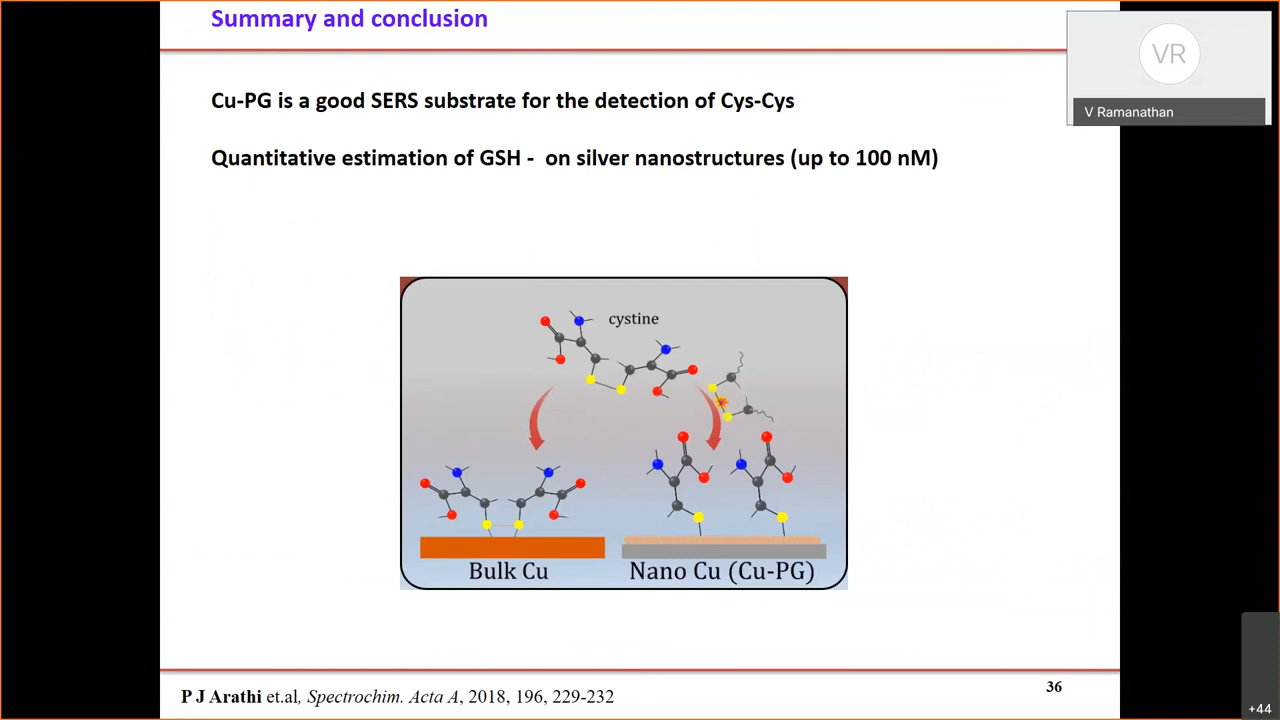 Summary and conclusion
VR
V Ramanathan
Cu-PG is a good SERS substrate for the detection of Cys-Cys
Quantitative estimation of GSH - on silver nanostructures (up to 100 nM)
cystine
Bulk Cu
Nano Cu (Cu-PG)
P J Arathi et.al, Spectrochim. Acta A, 2018, 196, 229-232
36
+44